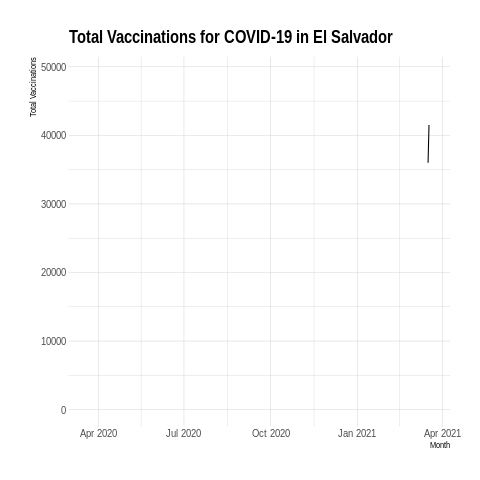 Total Vaccinations for COVID-19 in El Salvador
Total Vaccinations
50000
40000
30000
20000
10000
0
Apr 2020 Jul 2020 Oct 2020 Jan 2021 Apr 2021
Month